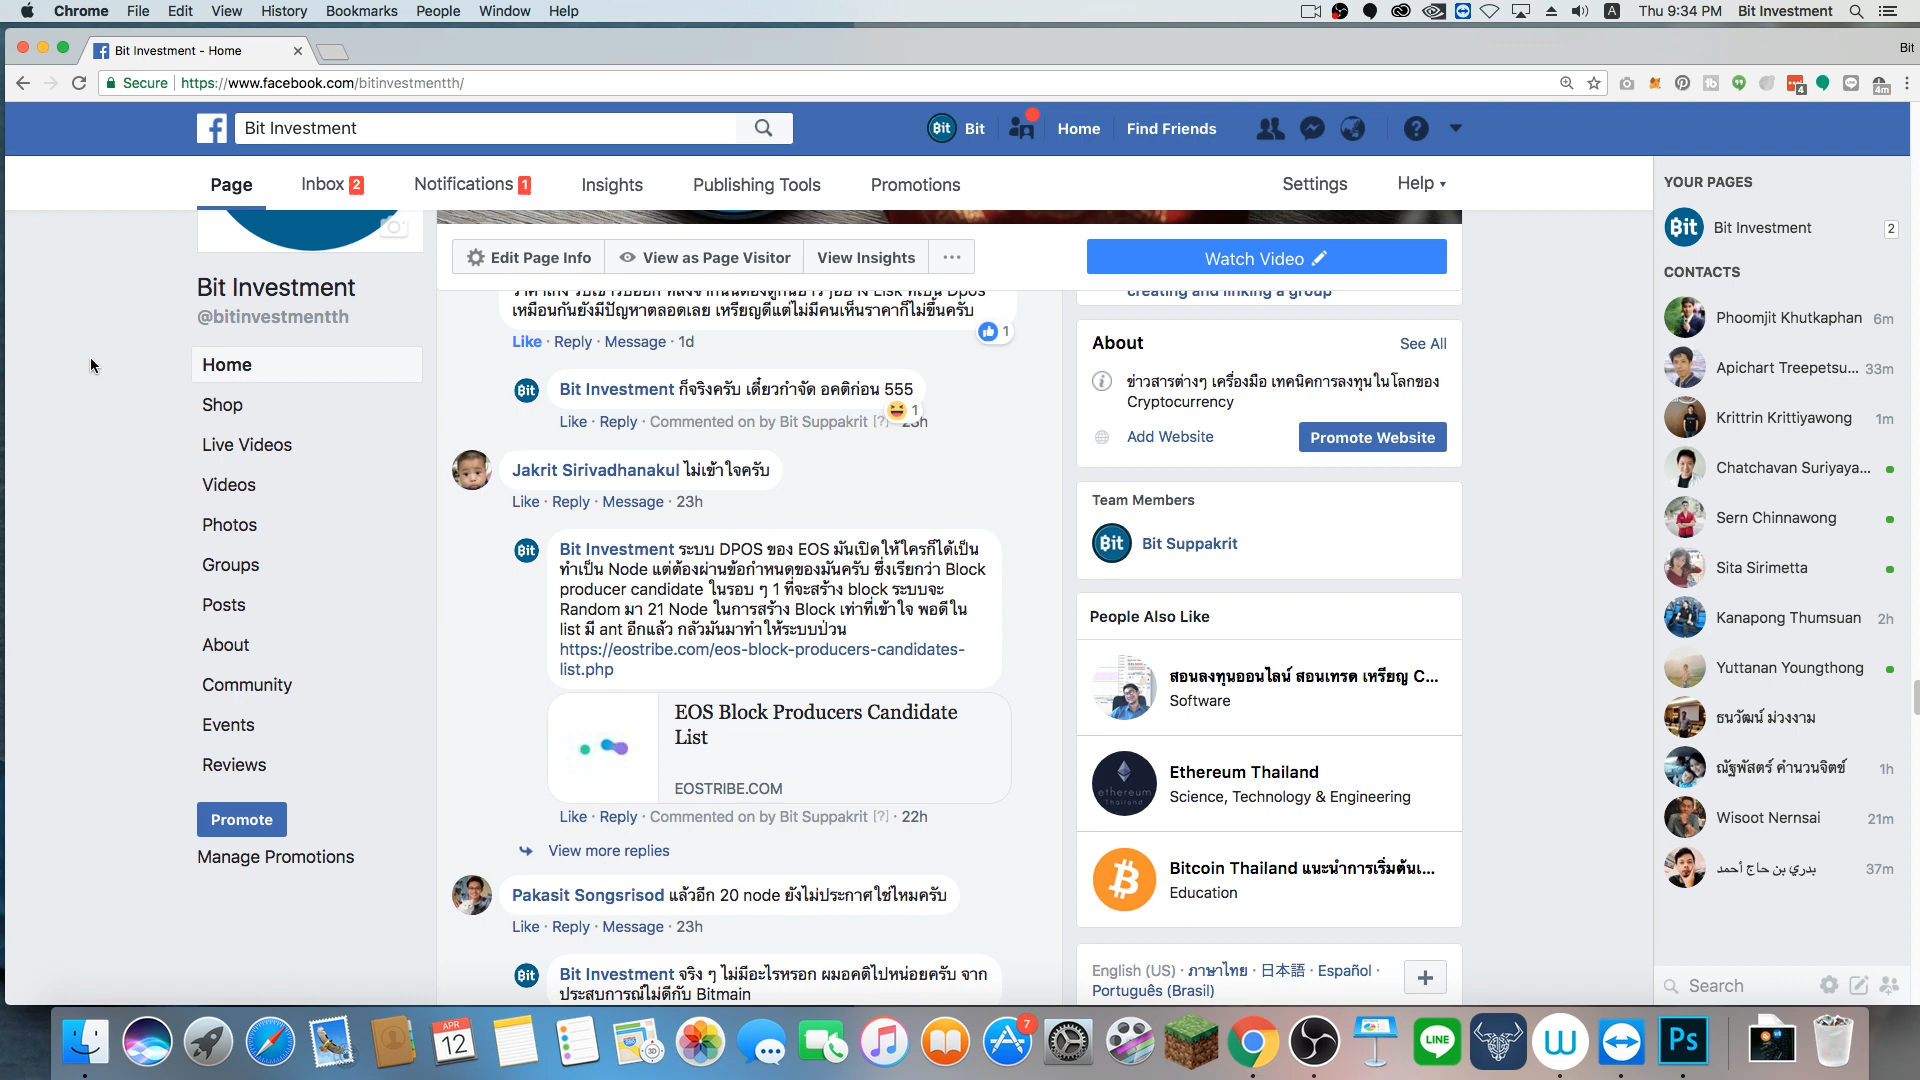 Chrome File Edit View History Bookmarks People Window Help
A Thu 9:34 PM Bit Investment
Bit Investment - Home
Bit
Secure https://www.facebook.com/bitinvestmentth/
4
4m
Bit Investment
Bit Bit Home Find Friends
Page Inbox 2 Notifications 1 Insights Publishing Tools Promotions Settings Help
Edit Page Info View as Page Visitor View Insights ...
Watch Video
Bit Investment
@bitinvestmentth
Home
Shop
Live Videos
Videos
Photos
Groups
Posts
About
Community
Events
Reviews
Promote
Manage Promotions
เหมือนกันยังมีปัญหาตลอดเลย เหรียญดีแต่ไม่มีคนเห็นราคาก็ไม่ขึ้นครับ
1
Like · Reply · Message · 1d
Bit Investment ก็จริงครับ เดี๋ยวกำจัด อคติก่อน 555
1
Like · Reply · Commented on by Bit Suppakrit [?]
Jakrit Sirivadhanakul ไม่เข้าใจครับ
Like · Reply · Message · 23h
Bit Investment ระบบ DPOS ของ EOS มันเปิดให้ใครก็ได้เป็น
ทำเป็น Node แต่ต้องผ่านข้อกำหนดของมันครับ ซึ่งเรียกว่า Block
producer candidate ในรอบ ๆ 1 ที่จะสร้าง block ระบบจะ
Random มา 21 Node ในการสร้าง Block เท่าที่เข้าใจ พอดีใน
list มี ant อีกแล้ว กลัวมันมาทำให้ระบบป่วน
https://eostribe.com/eos-block-producers-candidates-
list.php
EOS Block Producers Candidate
List
EOSTRIBE.COM
Like · Reply · Commented on by Bit Suppakrit [?] · 22h
View more replies
Pakasit Songsrisod แล้วอีก 20 node ยังไม่ประกาศใช่ไหมครับ
Like · Reply · Message · 23h
Bit Investment จริง ๆ ไม่มีอะไรหรอก ผมอคติไปหน่อยครับ จาก
ประสบการณ์ไม่ดีกับ Bitmain
creating and linking a group
About See All
ข่าวสารต่างๆ เครื่องมือ เทคนิคการลงทุนในโลกของ
Cryptocurrency
Add Website Promote Website
Team Members
Bit Bit Suppakrit
People Also Like
สอนลงทุนออนไลน์ สอนเทรด เหรียญ C...
Software
Ethereum Thailand
Science, Technology & Engineering
ethereum
Bitcoin Thailand แนะนำการเริ่มต้นเ...
Education
English (US) · ภาษาไทย · 日本語 · Español ·
Português (Brasil)
YOUR PAGES
Bit Bit Investment 2
CONTACTS
Phoomjit Khutkaphan 6m
Apichart Treepetsu... 33m
Krittrin Krittiyawong 1m
Chatchavan Suriyaya...
Sern Chinnawong
Sita Sirimetta
Kanapong Thumsuan 2h
Yuttanan Youngthong
ธนวัฒน์ ม่วงงาม
ณัฐพัสตร์ คำนวนจิตข์ 1h
Wisoot Nernsai 21m
بدري بن حاج أحمد 37m
Search
APR
12
3D
7
LINE
W
Ps